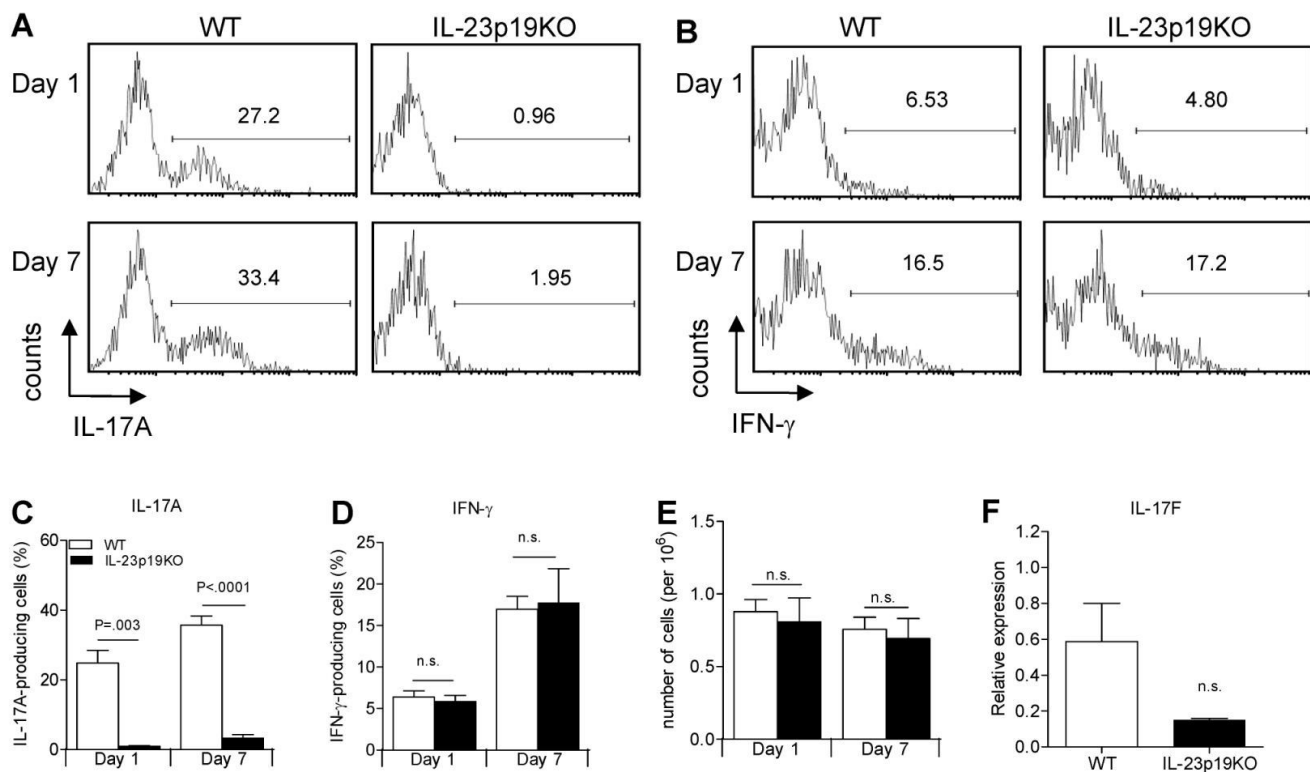 A
WT
IL-23p19KO
Day 1
27.2
0.96
Day 7
33.4
1.95
counts
IL-17A
B
WT
IL-23p19KO
Day 1
6.53
4.80
Day 7
16.5
17.2
counts
IFN-γ
C
IL-17A
WT
IL-23p19KO
P=.003
P<.0001
IL-17A-producing cells (%)
60
40
20
0
Day 1
Day 7
D
IFN-γ
n.s.
n.s.
IFN-γ-producing cells (%)
25
20
15
10
5
0
Day 1
Day 7
E
n.s.
n.s.
number of cells (per 10⁶)
1.5
1.0
0.5
0.0
Day 1
Day 7
F
IL-17F
n.s.
Relative expression
1.2
1.0
0.8
0.6
0.4
0.2
0.0
WT
IL-23p19KO